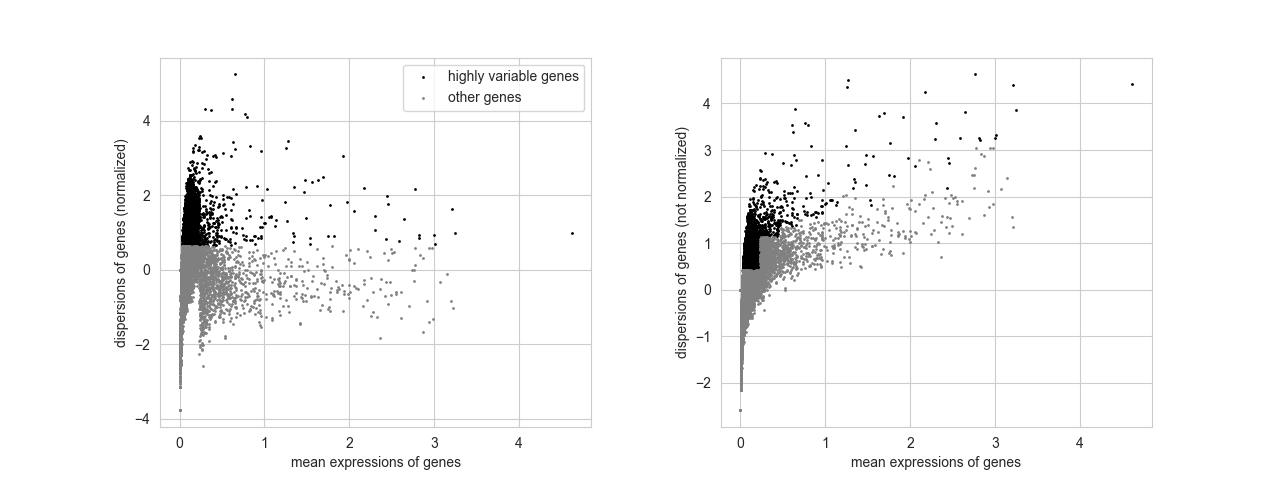 highly variable genes
other genes
dispersions of genes (normalized)
4
2
0
−2
−4
0 1 2 3 4
mean expressions of genes
dispersions of genes (not normalized)
4
3
2
1
0
−1
−2
0 1 2 3 4
mean expressions of genes